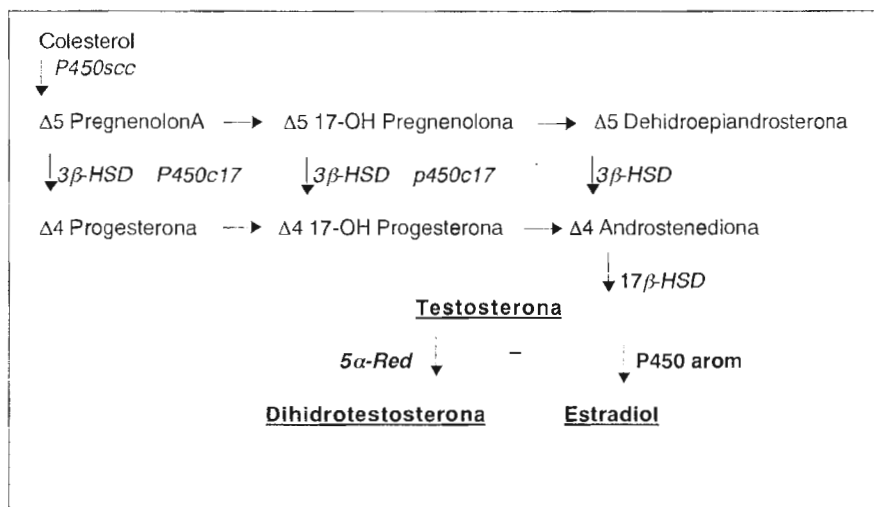 Colesterol
P450scc
Δ5 PregnenolonA → Δ5 17-OH Pregnenolona → Δ5 Dehidroepiandrosterona
3β-HSD P450c17 3β-HSD p450c17 3β-HSD
Δ4 Progesterona → Δ4 17-OH Progesterona → Δ4 Androstenediona
17β-HSD
Testosterona
5α-Red – P450 arom
Dihidrotestosterona Estradiol